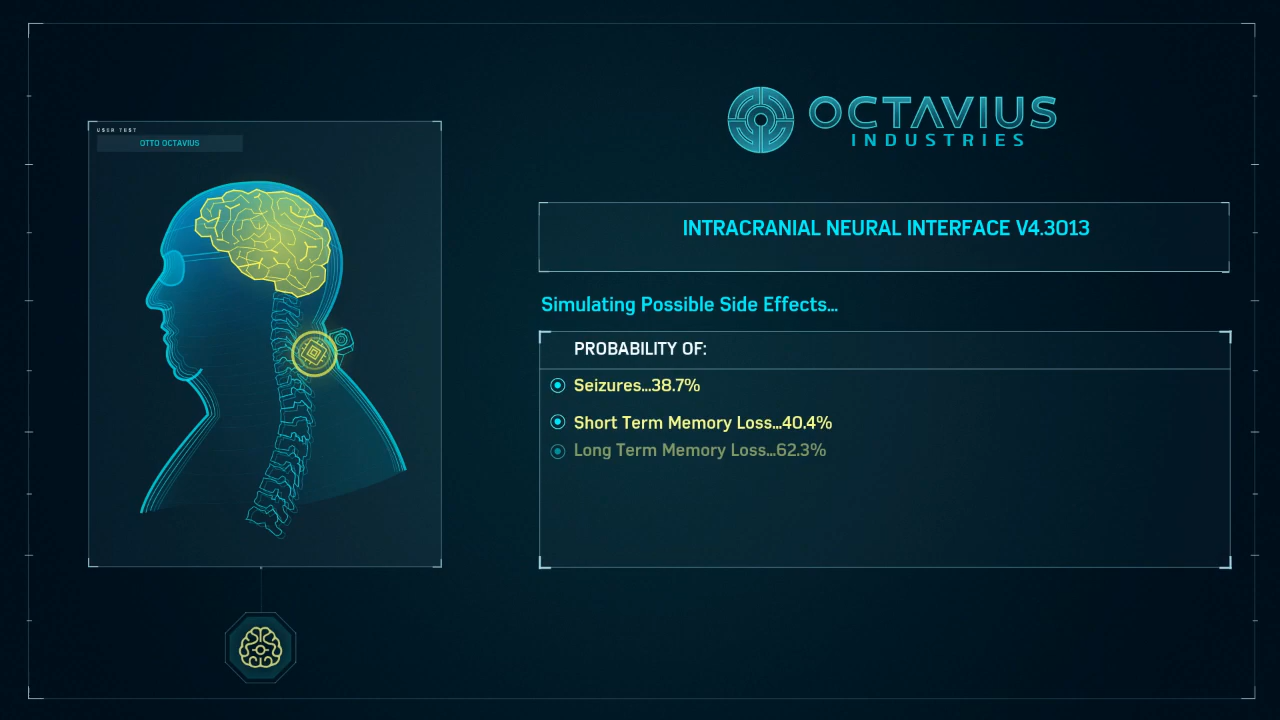 USER TEST
OTTO OCTAVIUS
OCTAVIUS
INDUSTRIES
INTRACRANIAL NEURAL INTERFACE V4.3013
Simulating Possible Side Effects...
PROBABILITY OF:
Seizures...38.7%
Short Term Memory Loss...40.4%
Long Term Memory Loss...62.3%